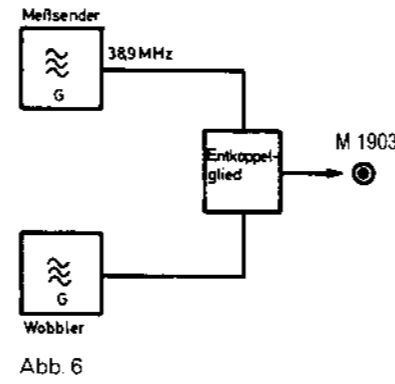 Meßsender
38,9 MHz
G
Entkoppel-
glied
M 1903
G
Wobbler
Abb. 6